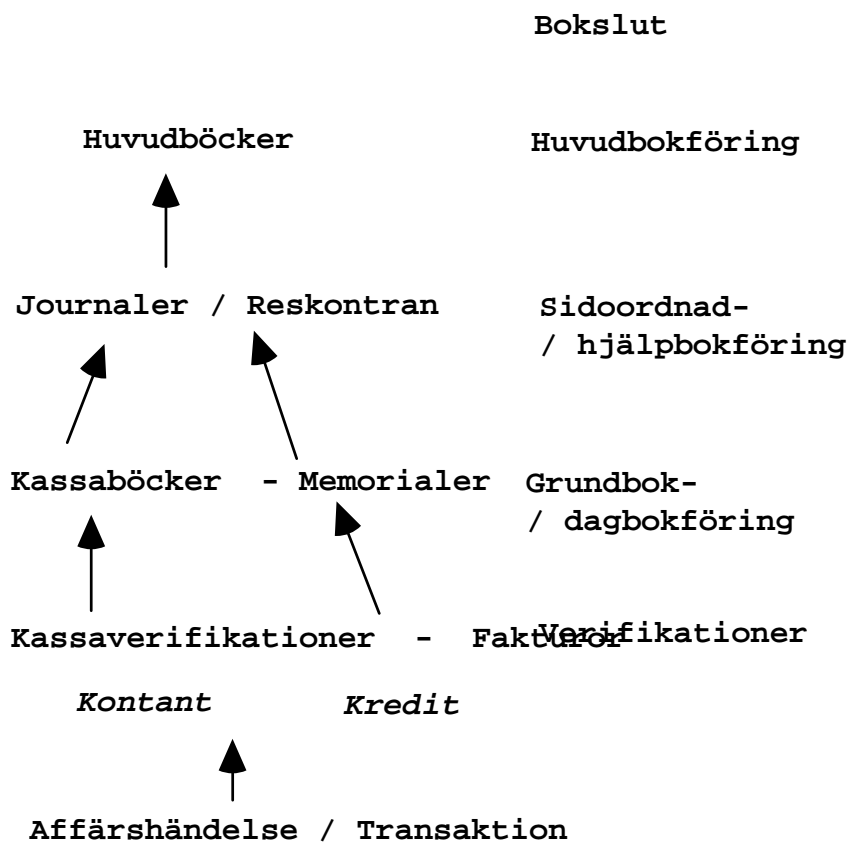 Bokslut
Huvudböcker Huvudbokföring
Journaler / Reskontran Sidoordnad-
/ hjälpbokföring
Kassaböcker - Memorialer Grundbok-
/ dagbokföring
Kassaverifikationer - Fakturor Verifikationer
Kontant Kredit
Affärshändelse / Transaktion